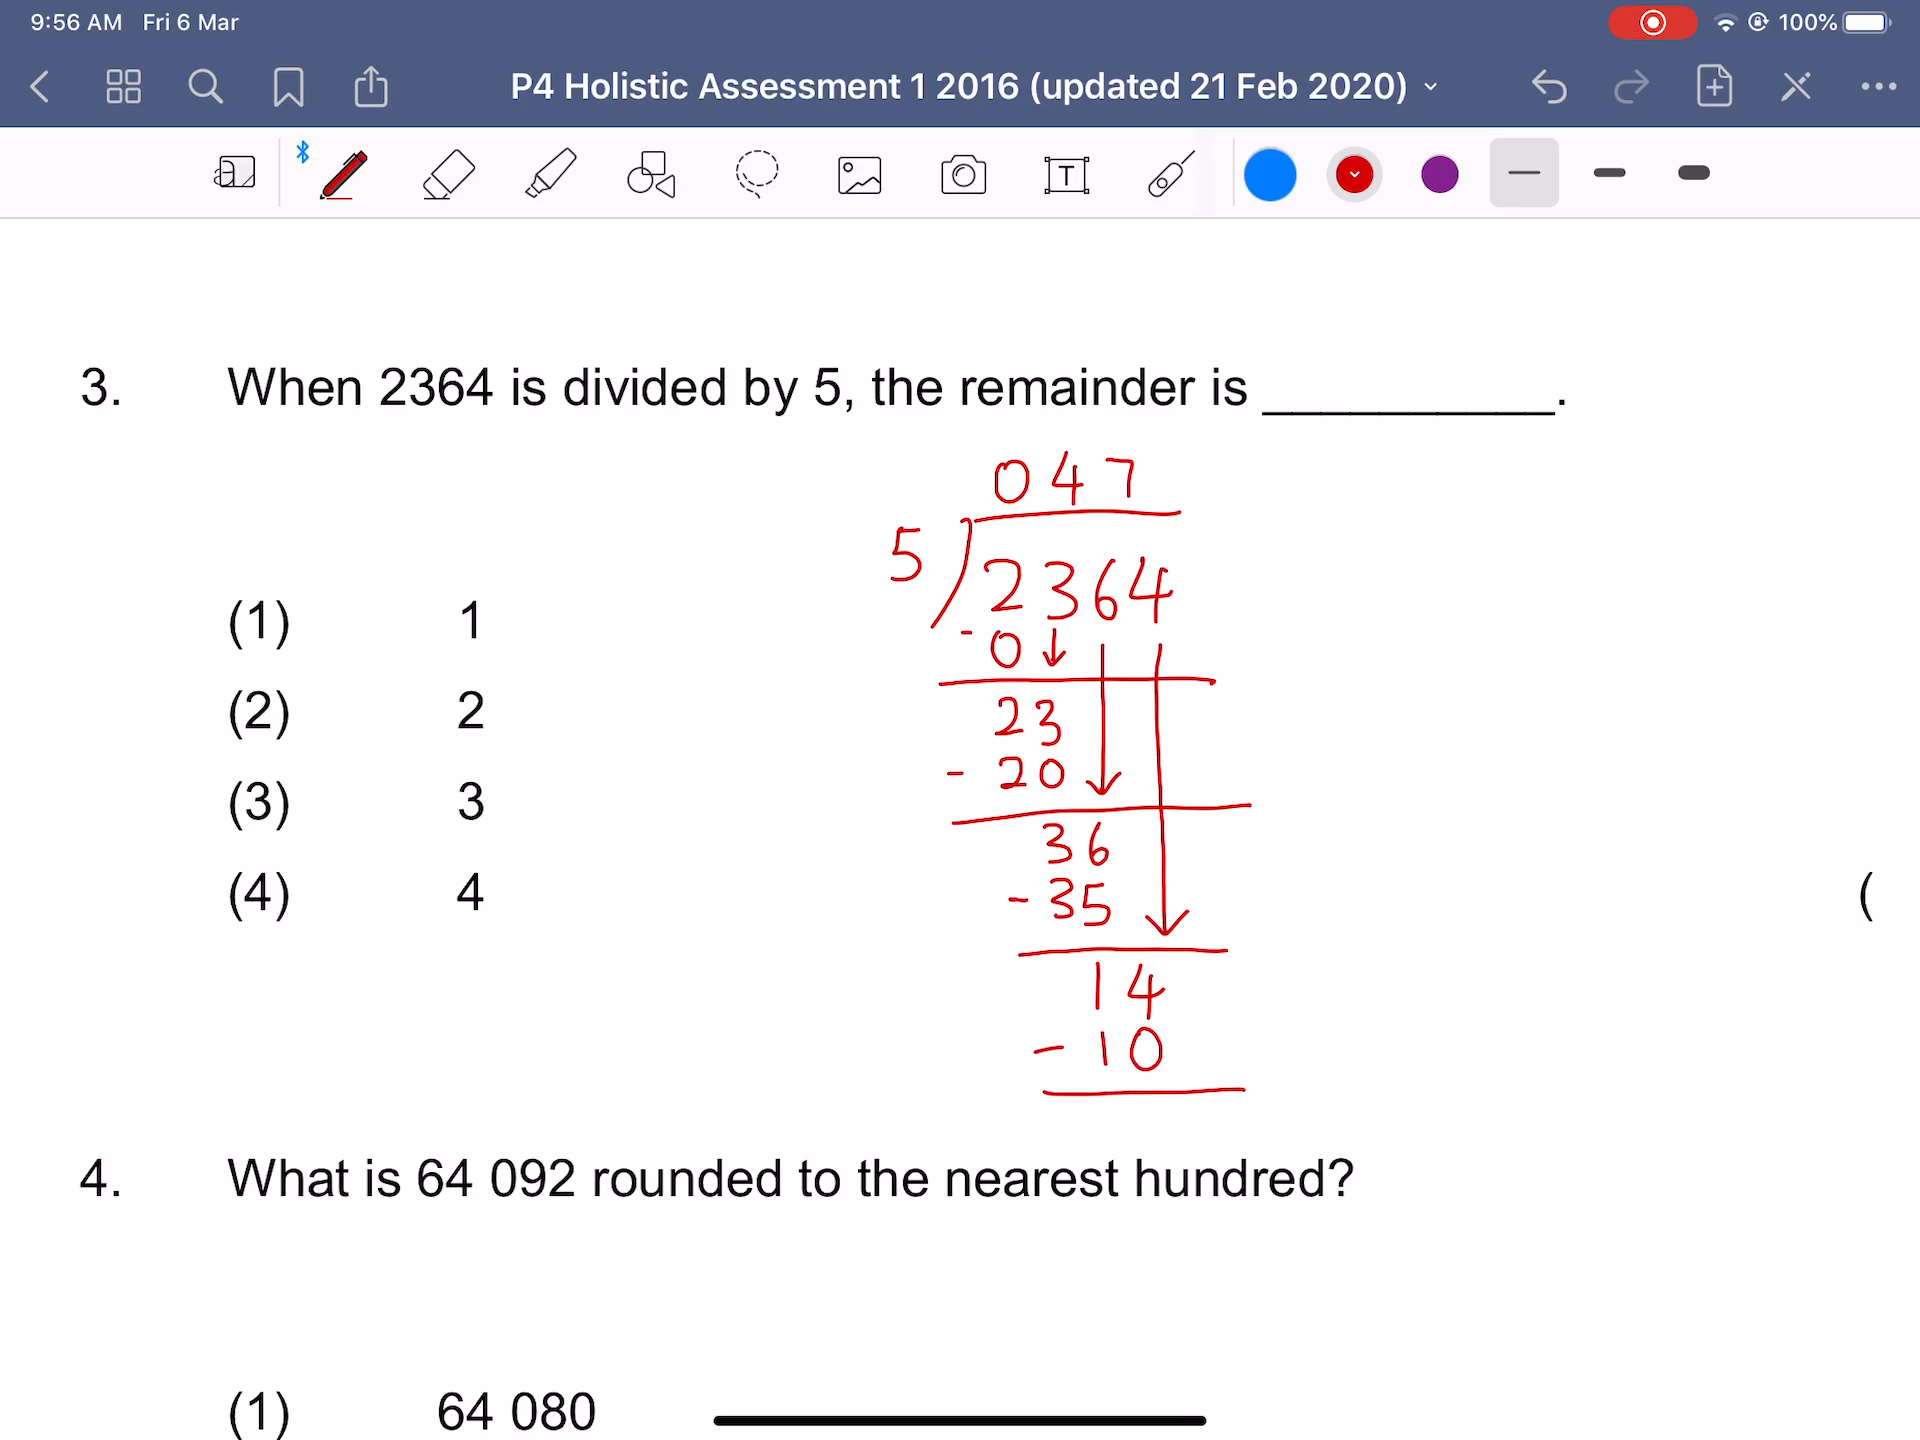 9:56 AM Fri 6 Mar 100%
P4 Holistic Assessment 1 2016 (updated 21 Feb 2020)
a T
3. When 2364 is divided by 5, the remainder is __________.
047
5 2364
(1) 1
- 0
23
(2) 2
- 20
(3) 3
36
(4) 4 (
- 35
14
- 10
4. What is 64 092 rounded to the nearest hundred?
(1) 64 080